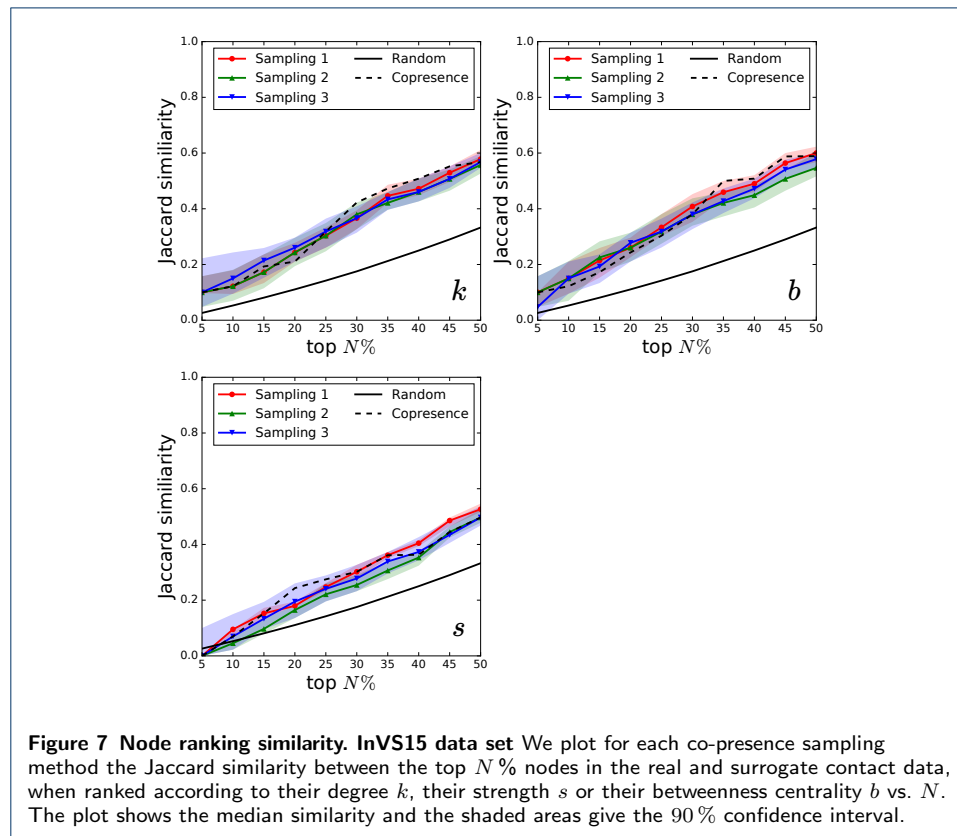 1.0
0.8
0.6
0.4
0.2
0.0
Jaccard similiarity
Sampling 1
Sampling 2
Sampling 3
Random
Copresence
k
5 10 15 20 25 30 35 40 45 50
top N%
1.0
0.8
0.6
0.4
0.2
0.0
Jaccard similiarity
Sampling 1
Sampling 2
Sampling 3
Random
Copresence
b
5 10 15 20 25 30 35 40 45 50
top N%
1.0
0.8
0.6
0.4
0.2
0.0
Jaccard similiarity
Sampling 1
Sampling 2
Sampling 3
Random
Copresence
s
5 10 15 20 25 30 35 40 45 50
top N%
Figure 7 Node ranking similarity. InVS15 data set We plot for each co-presence sampling
method the Jaccard similarity between the top N % nodes in the real and surrogate contact data,
when ranked according to their degree k, their strength s or their betweenness centrality b vs. N.
The plot shows the median similarity and the shaded areas give the 90 % confidence interval.